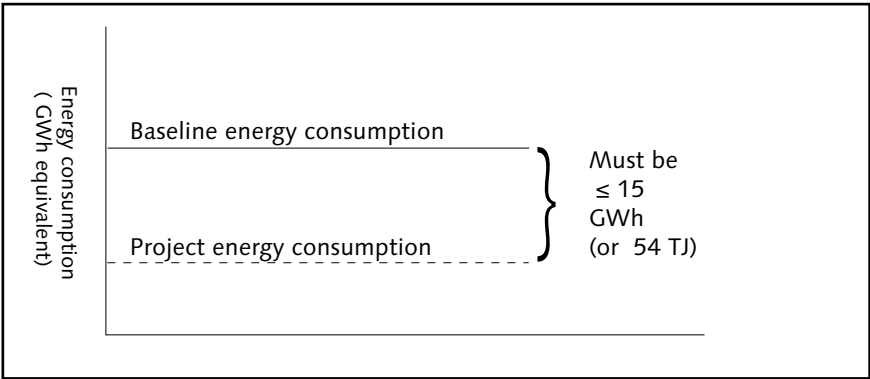 Energy consumption
( GWh equivalent)
Baseline energy consumption
Project energy consumption
Must be
≤ 15
GWh
(or 54 TJ)